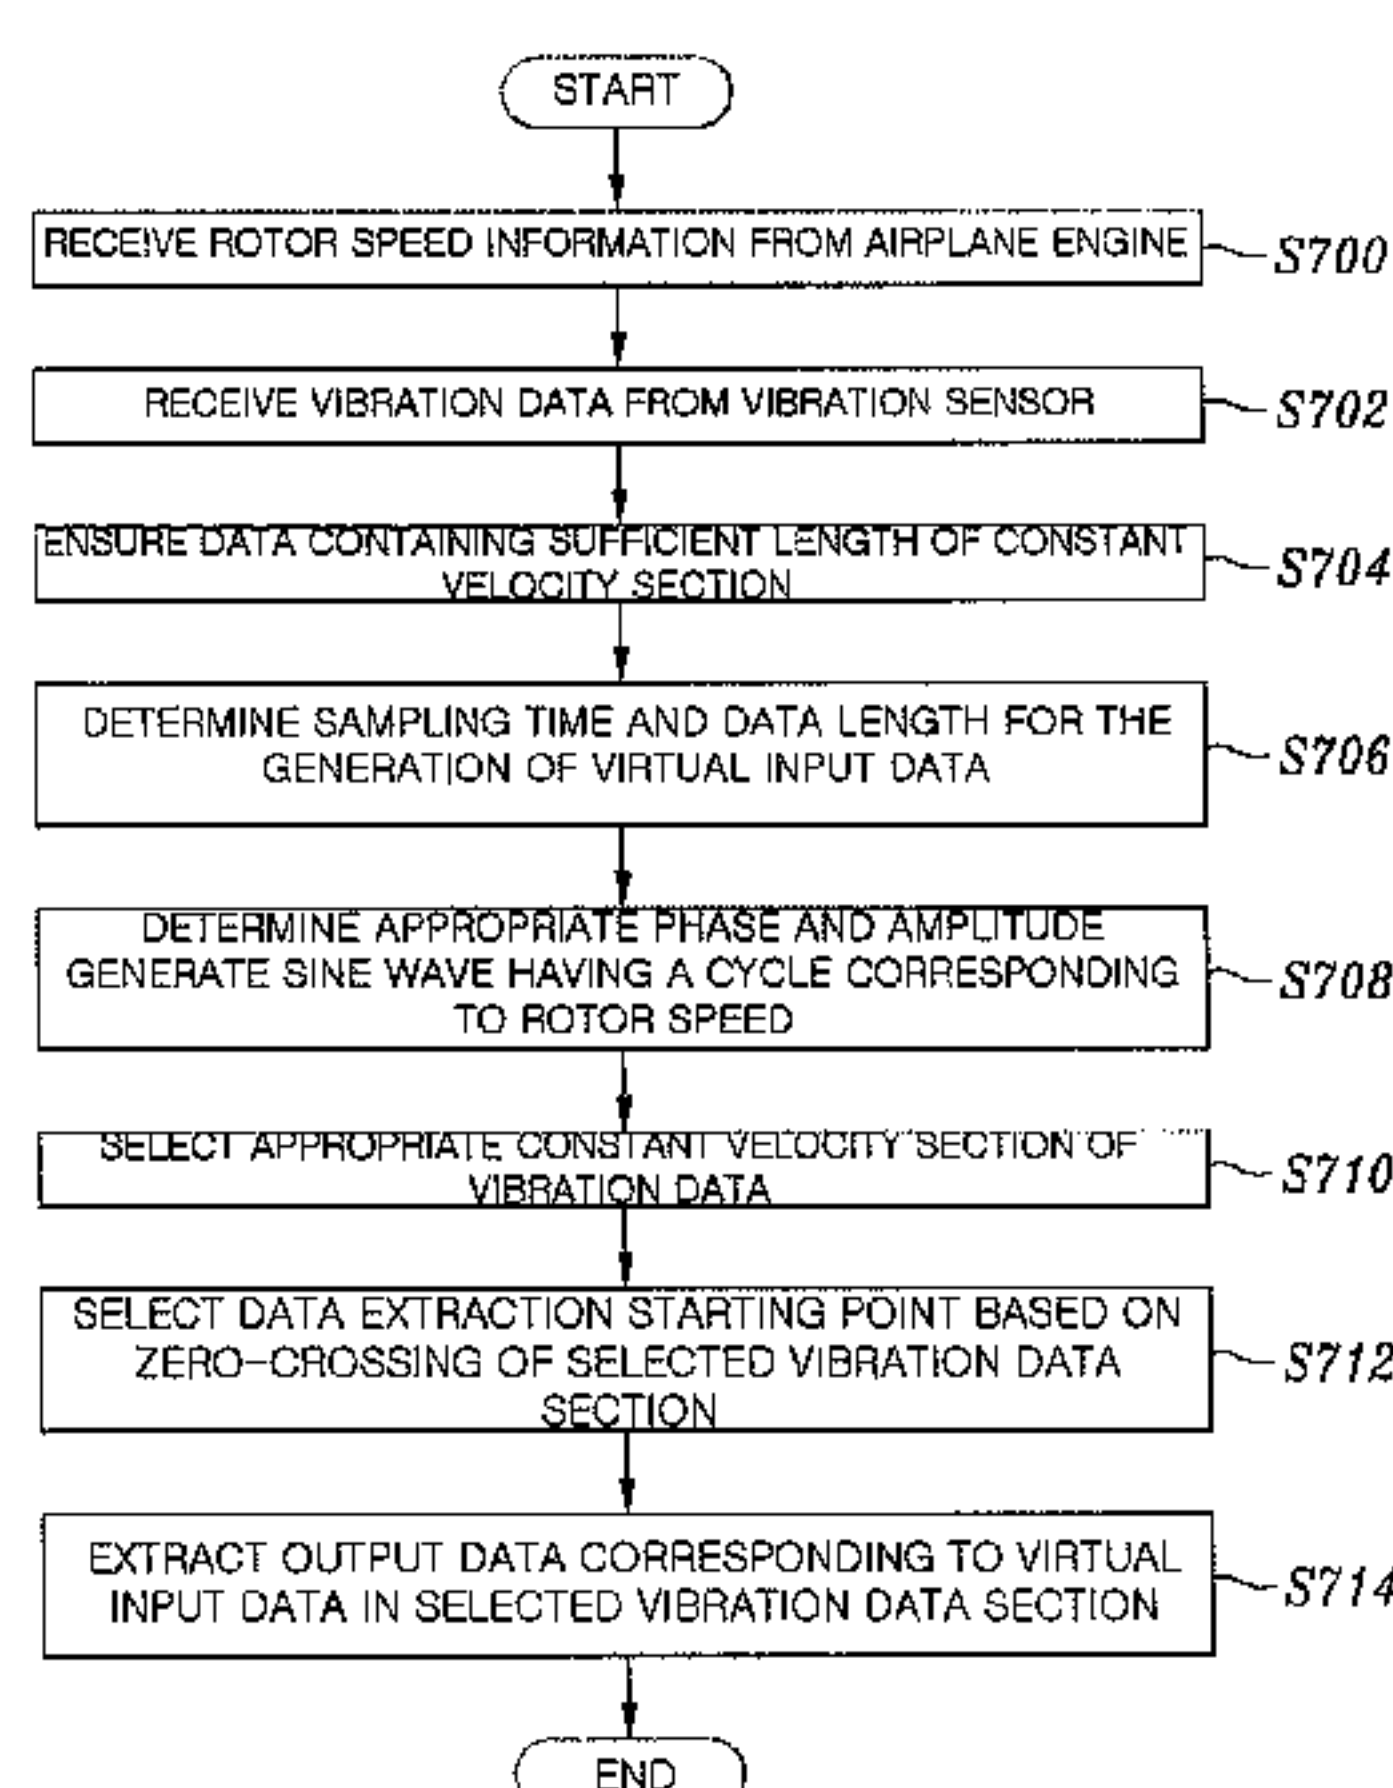 START
RECEIVE ROTOR SPEED INFORMATION FROM AIRPLANE ENGINE
S700
RECEIVE VIBRATION DATA FROM VIBRATION SENSOR
S702
ENSURE DATA CONTAINING SUFFICIENT LENGTH OF CONSTANT
VELOCITY SECTION
S704
DETERMINE SAMPLING TIME AND DATA LENGTH FOR THE
GENERATION OF VIRTUAL INPUT DATA
S706
DETERMINE APPROPRIATE PHASE AND AMPLITUDE
GENERATE SINE WAVE HAVING A CYCLE CORRESPONDING
TO ROTOR SPEED
S708
SELECT APPROPRIATE CONSTANT VELOCITY SECTION OF
VIBRATION DATA
S710
SELECT DATA EXTRACTION STARTING POINT BASED ON
ZERO-CROSSING OF SELECTED VIBRATION DATA
SECTION
S712
EXTRACT OUTPUT DATA CORRESPONDING TO VIRTUAL
INPUT DATA IN SELECTED VIBRATION DATA SECTION
S714
END